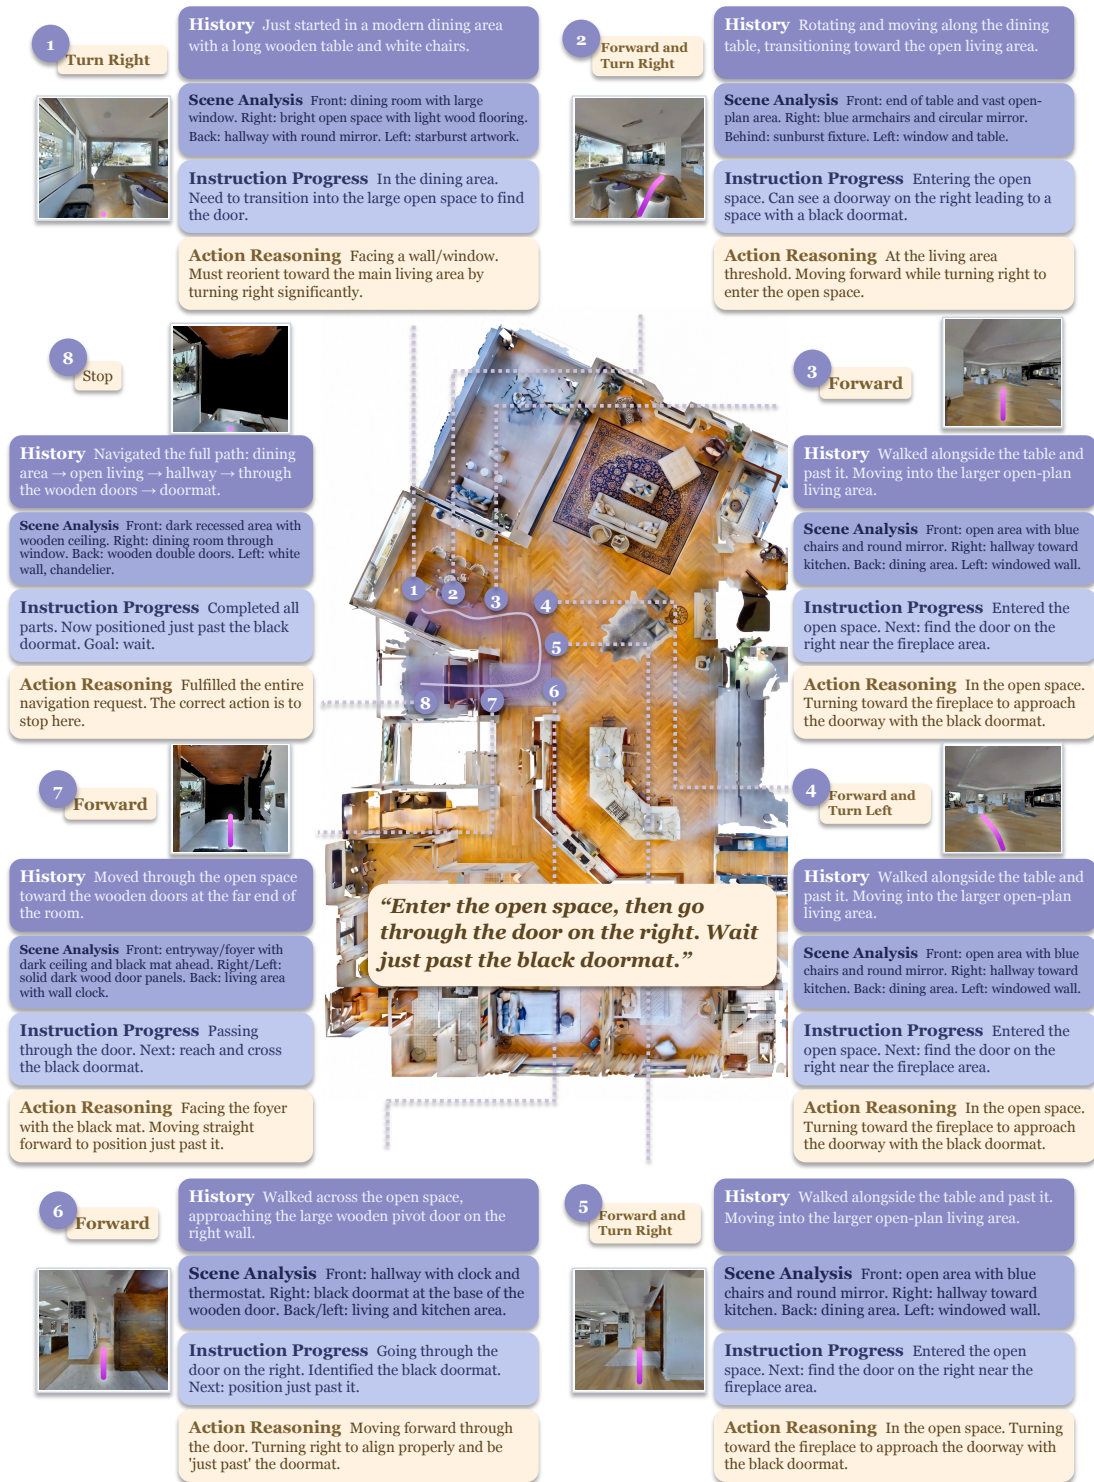 1
Turn Right
History Just started in a modern dining area
with a long wooden table and white chairs.
Scene Analysis Front: dining room with large
window. Right: bright open space with light wood flooring.
Back: hallway with round mirror. Left: starburst artwork.
Instruction Progress In the dining area.
Need to transition into the large open space to find
the door.
Action Reasoning Facing a wall/window.
Must reorient toward the main living area by
turning right significantly.
2
Forward and
Turn Right
History Rotating and moving along the dining
table, transitioning toward the open living area.
Scene Analysis Front: end of table and vast open-
plan area. Right: blue armchairs and circular mirror.
Behind: sunburst fixture. Left: window and table.
Instruction Progress Entering the open
space. Can see a doorway on the right leading to a
space with a black doormat.
Action Reasoning At the living area
threshold. Moving forward while turning right to
enter the open space.
8
Stop
History Navigated the full path: dining
area → open living → hallway → through
the wooden doors → doormat.
Scene Analysis Front: dark recessed area with
wooden ceiling. Right: dining room through
window. Back: wooden double doors. Left: white
wall, chandelier.
Instruction Progress Completed all
parts. Now positioned just past the black
doormat. Goal: wait.
Action Reasoning Fulfilled the entire
navigation request. The correct action is to
stop here.
3
Forward
History Walked alongside the table and
past it. Moving into the larger open-plan
living area.
Scene Analysis Front: open area with blue
chairs and round mirror. Right: hallway toward
kitchen. Back: dining area. Left: windowed wall.
Instruction Progress Entered the
open space. Next: find the door on the
right near the fireplace area.
Action Reasoning In the open space.
Turning toward the fireplace to approach
the doorway with the black doormat.
1
2
3
4
5
6
7
8
"Enter the open space, then go
through the door on the right. Wait
just past the black doormat."
7
Forward
History Moved through the open space
toward the wooden doors at the far end of
the room.
Scene Analysis Front: entryway/foyer with
dark ceiling and black mat ahead. Right/Left:
solid dark wood door panels. Back: living area
with wall clock.
Instruction Progress Passing
through the door. Next: reach and cross
the black doormat.
Action Reasoning Facing the foyer
with the black mat. Moving straight
forward to position just past it.
4
Forward and
Turn Left
History Walked alongside the table and
past it. Moving into the larger open-plan
living area.
Scene Analysis Front: open area with blue
chairs and round mirror. Right: hallway toward
kitchen. Back: dining area. Left: windowed wall.
Instruction Progress Entered the
open space. Next: find the door on the
right near the fireplace area.
Action Reasoning In the open space.
Turning toward the fireplace to approach
the doorway with the black doormat.
6
Forward
History Walked across the open space,
approaching the large wooden pivot door on the
right wall.
Scene Analysis Front: hallway with clock and
thermostat. Right: black doormat at the base of the
wooden door. Back/left: living and kitchen area.
Instruction Progress Going through the
door on the right. Identified the black doormat.
Next: position just past it.
Action Reasoning Moving forward through
the door. Turning right to align properly and be
'just past' the doormat.
5
Forward and
Turn Right
History Walked alongside the table and past it.
Moving into the larger open-plan living area.
Scene Analysis Front: open area with blue
chairs and round mirror. Right: hallway toward
kitchen. Back: dining area. Left: windowed wall.
Instruction Progress Entered the open
space. Next: find the door on the right near the
fireplace area.
Action Reasoning In the open space. Turning
toward the fireplace to approach the doorway with
the black doormat.